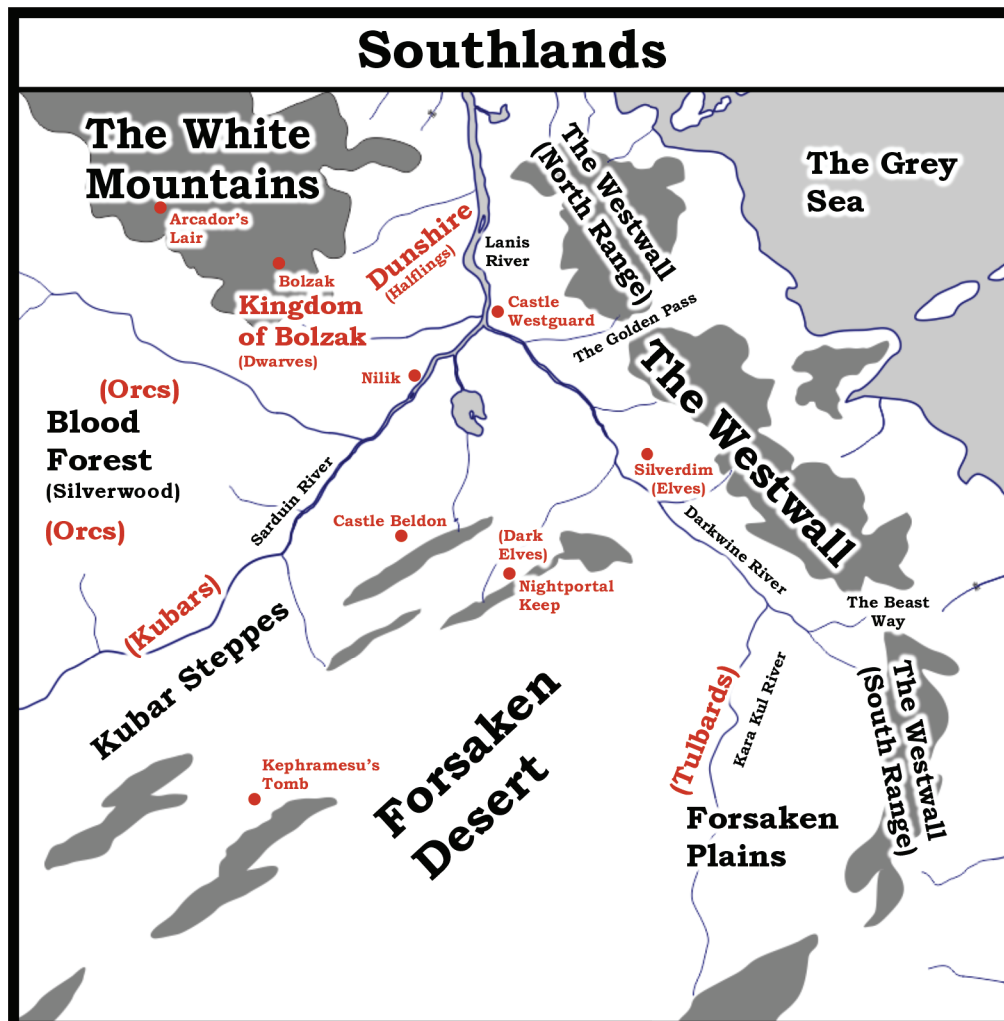 Southlands
The White
Mountains
Arcador's
Lair
Bolzak
Kingdom
of Bolzak
(Dwarves)
Dunshire
(Halflings)
Lanis
River
The Westwall
(North Range)
The Grey
Sea
Castle
Westguard
The Golden Pass
Nilik
(Orcs)
Blood
Forest
(Silverwood)
(Orcs)
Sarduin River
The Westwall
Silverdim
(Elves)
Castle Beldon
(Dark
Elves)
Nightportal
Keep
Darkwine River
The Beast
Way
(Kubars)
Kubar Steppes
Forsaken
Desert
(Tulbards)
Kara Kul River
The Westwall
(South Range)
Kephramesu's
Tomb
Forsaken
Plains